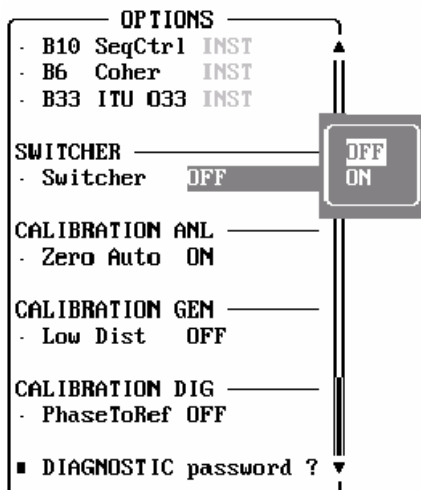 OPTIONS
· B10 SeqCtrl INST
· B6 Coher INST
· B33 ITU O33 INST
SWITCHER
· Switcher OFF
OFF
ON
CALIBRATION ANL
· Zero Auto ON
CALIBRATION GEN
· Low Dist OFF
CALIBRATION DIG
· PhaseToRef OFF
▪ DIAGNOSTIC password ?